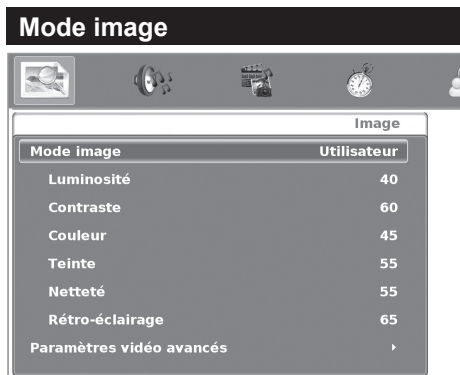 Mode image
Image
Mode image Utilisateur
Luminosité 40
Contraste 60
Couleur 45
Teinte 55
Netteté 55
Rétro-éclairage 65
Paramètres vidéo avancés